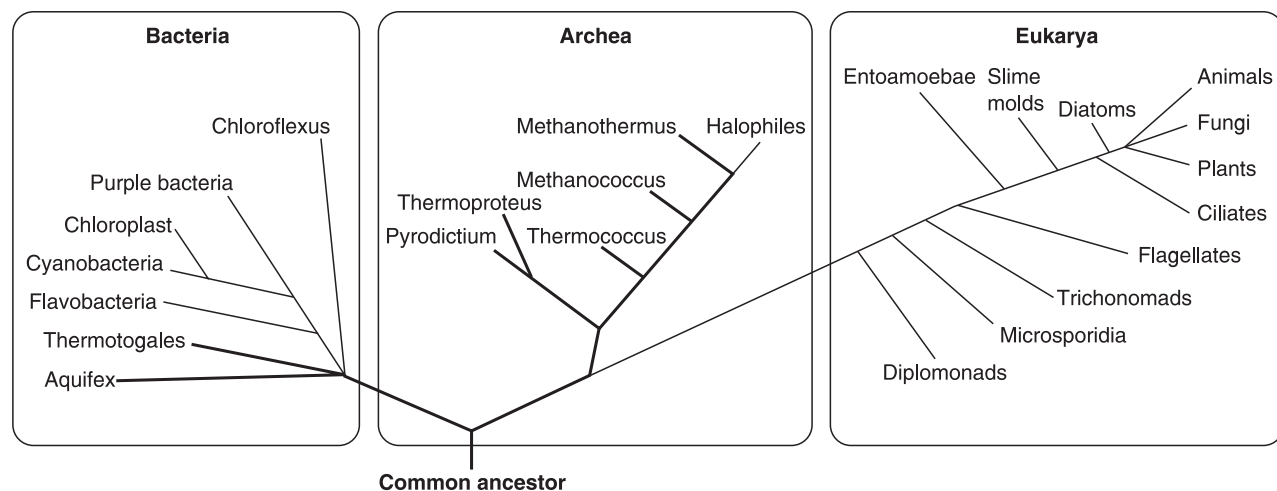 Bacteria
Chloroflexus
Purple bacteria
Chloroplast
Cyanobacteria
Flavobacteria
Thermotogales
Aquifex
Archea
Methanothermus
Halophiles
Methanococcus
Thermoproteus
Pyrodictium
Thermococcus
Eukarya
Entoamoebae
Slime
molds
Diatoms
Animals
Fungi
Plants
Ciliates
Flagellates
Trichonomads
Microsporidia
Diplomonads
Common ancestor